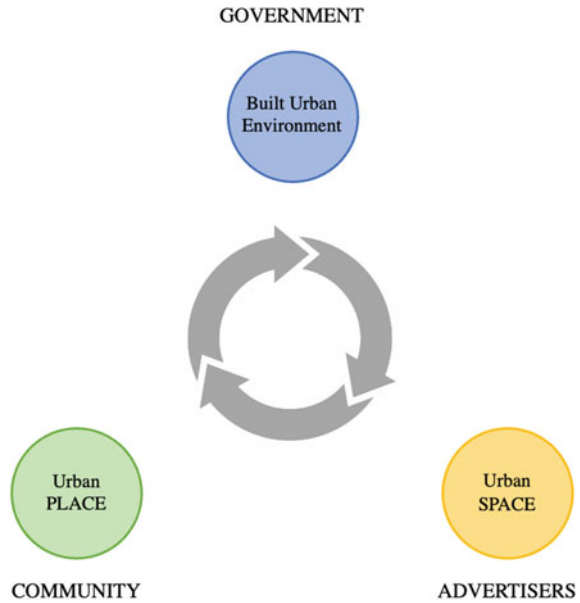 GOVERNMENT
Built Urban
Environment
Urban
PLACE
Urban
SPACE
COMMUNITY
ADVERTISERS